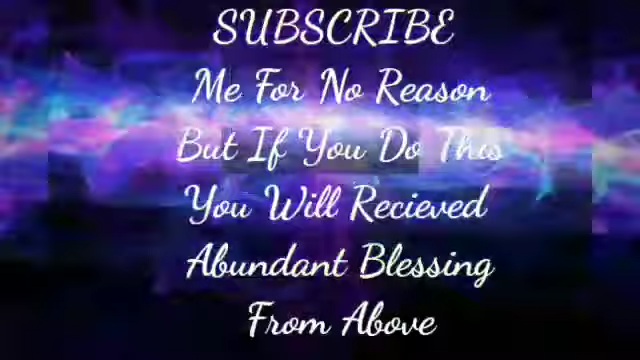 SUBSCRIBE
Me For No Reason
But If You Do This
You Will Recieved
Abundant Blessing
From Above